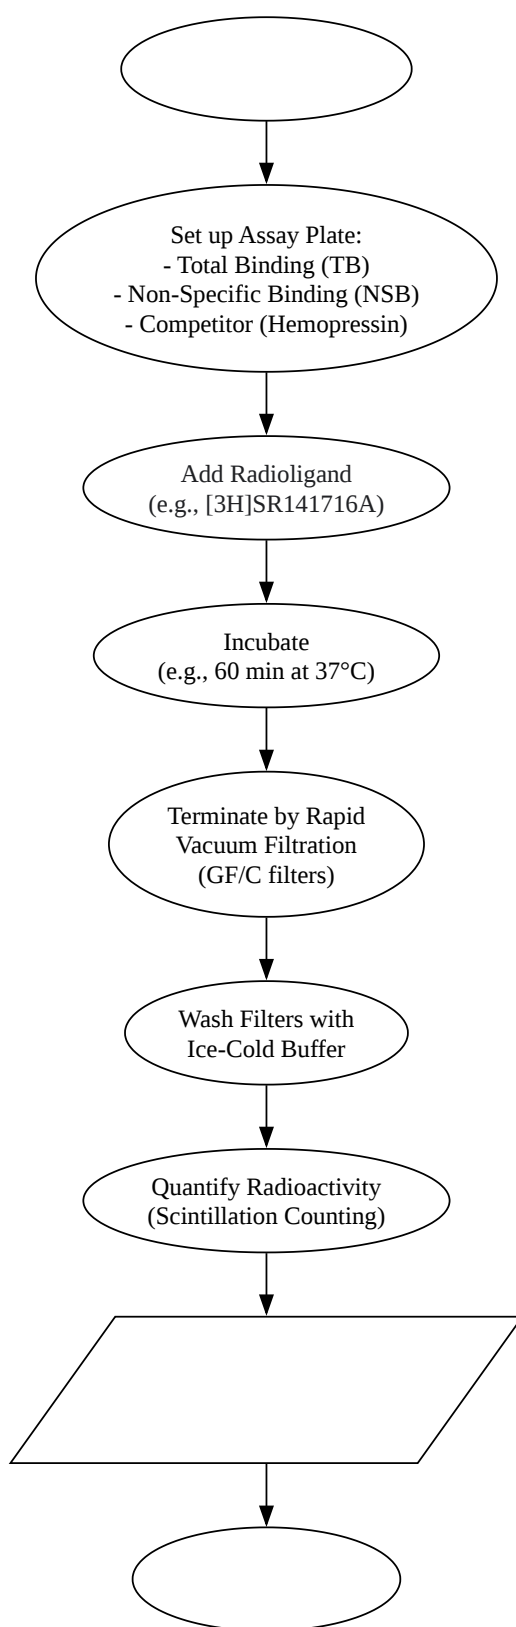 Set up Assay Plate:
- Total Binding (TB)
- Non-Specific Binding (NSB)
- Competitor (Hemopressin)
Add Radioligand
(e.g., [3H]SR141716A)
Incubate
(e.g., 60 min at 37°C)
Terminate by Rapid
Vacuum Filtration
(GF/C filters)
Wash Filters with
Ice-Cold Buffer
Quantify Radioactivity
(Scintillation Counting)